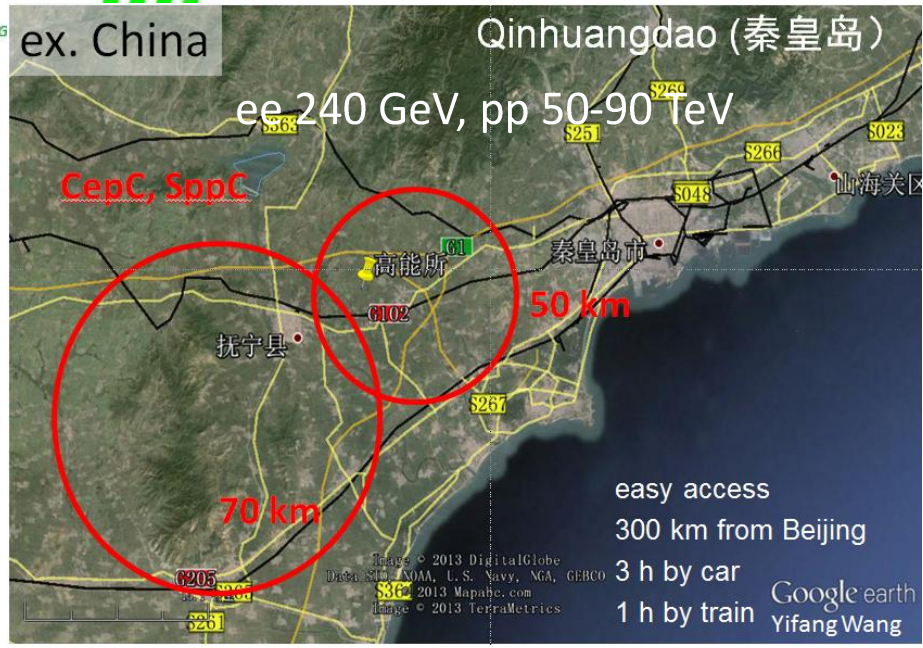 ex. China
Qinhuangdao (秦皇岛）
ee 240 GeV, pp 50-90 TeV
S269
S363
S251
S023
S266
CepC, SppC
S048
山海关区
G1
秦皇岛市
高能所
50 km
G102
抚宁县
S267
70 km
easy access
300 km from Beijing
3 h by car
1 h by train
Image © 2013 DigitalGlobe
Data SIO, NOAA, U.S. Navy, NGA, GEBCO
© 2013 Mapabc.com
Image © 2013 TerraMetrics
G205
S261
Google earth
Yifang Wang